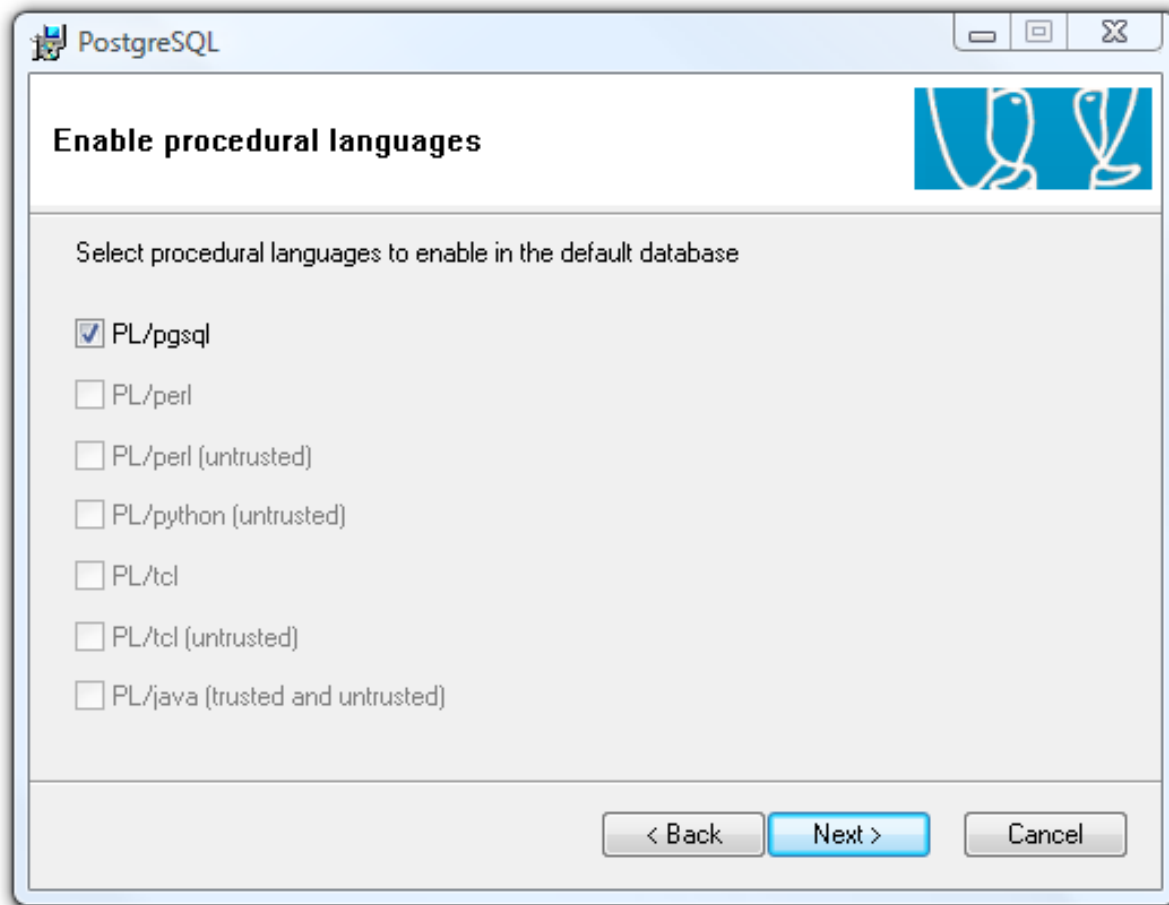 PostgreSQL
Enable procedural languages
Select procedural languages to enable in the default database
PL/pgsql
PL/perl
PL/perl (untrusted)
PL/python (untrusted)
PL/tcl
PL/tcl (untrusted)
PL/java (trusted and untrusted)
< Back Next > Cancel